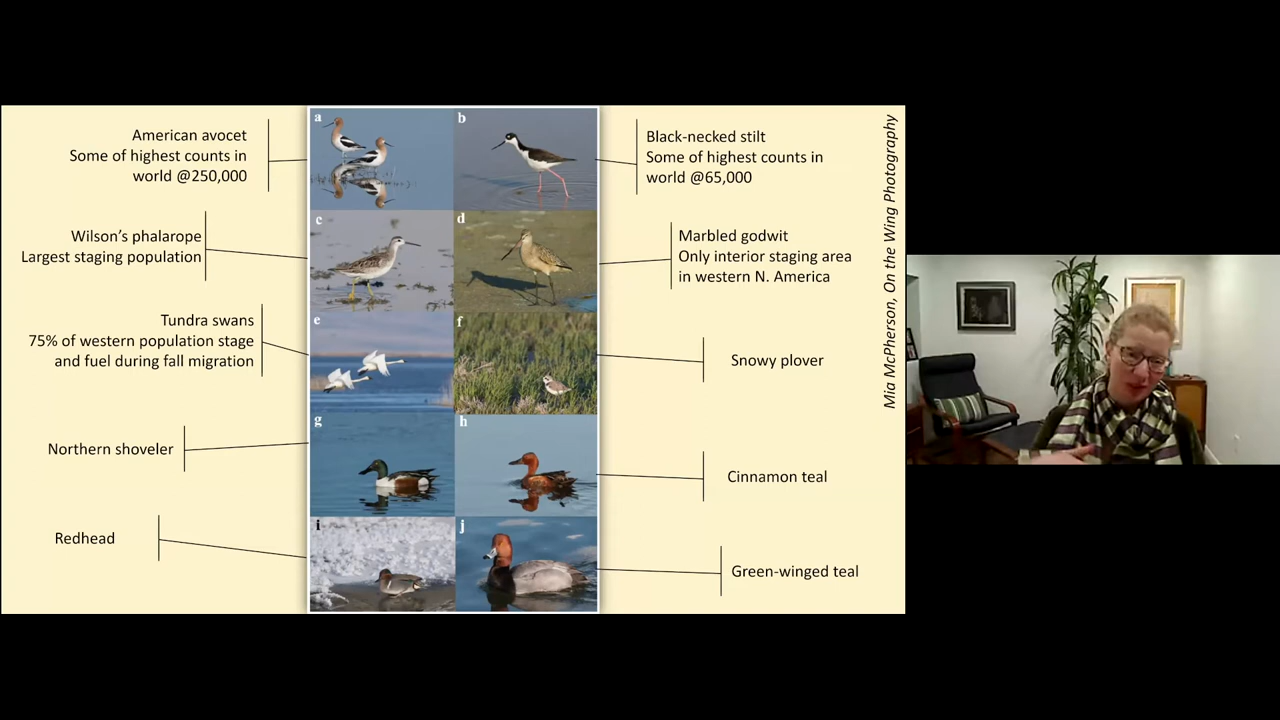 American avocet
Some of highest counts in
world @250,000
Wilson's phalarope
Largest staging population
Tundra swans
75% of western population stage
and fuel during fall migration
Northern shoveler
Redhead
a
b
c
d
e
f
g
h
i
j
Black-necked stilt
Some of highest counts in
world @65,000
Marbled godwit
Only interior staging area
in western N. America
Snowy plover
Cinnamon teal
Green-winged teal
Mia McPherson, On the Wing Photography